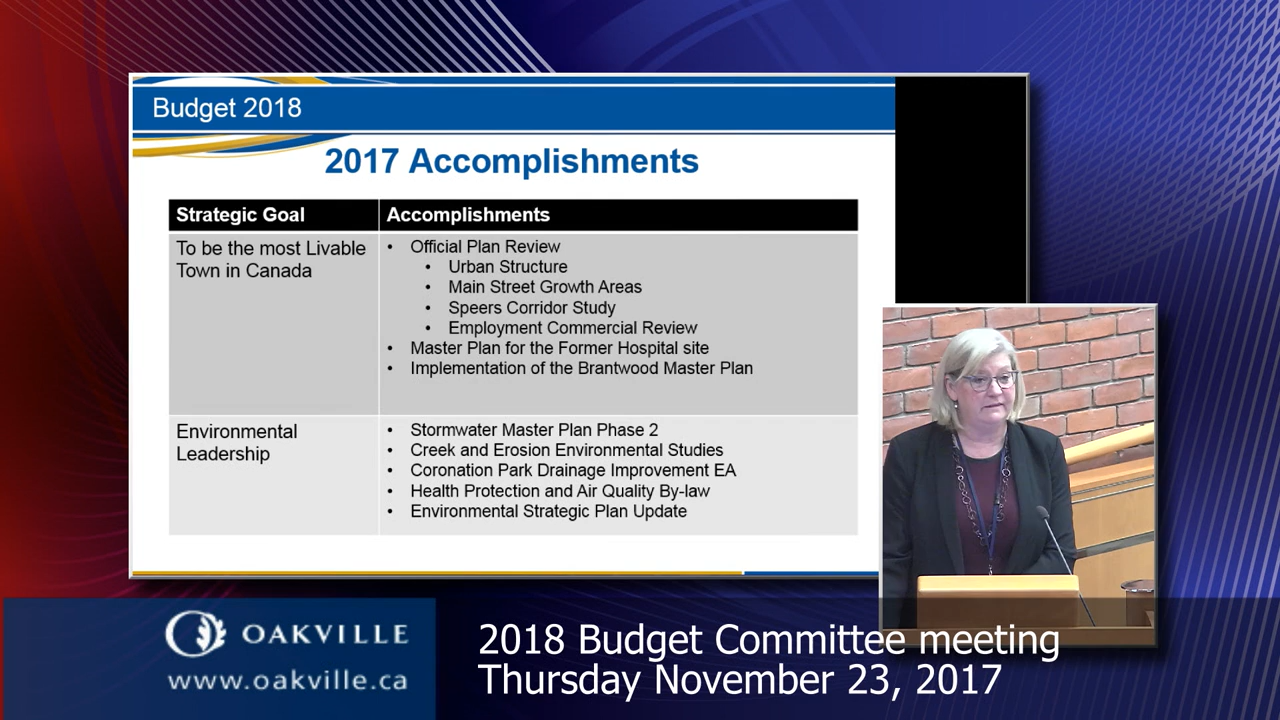 Budget 2018
2017 Accomplishments
Strategic Goal
Accomplishments
To be the most Livable
Town in Canada
• Official Plan Review
• Urban Structure
• Main Street Growth Areas
• Speers Corridor Study
• Employment Commercial Review
• Master Plan for the Former Hospital site
• Implementation of the Brantwood Master Plan
Environmental
Leadership
• Stormwater Master Plan Phase 2
• Creek and Erosion Environmental Studies
• Coronation Park Drainage Improvement EA
• Health Protection and Air Quality By-law
• Environmental Strategic Plan Update
OAKVILLE
www.oakville.ca
2018 Budget Committee meeting
Thursday November 23, 2017